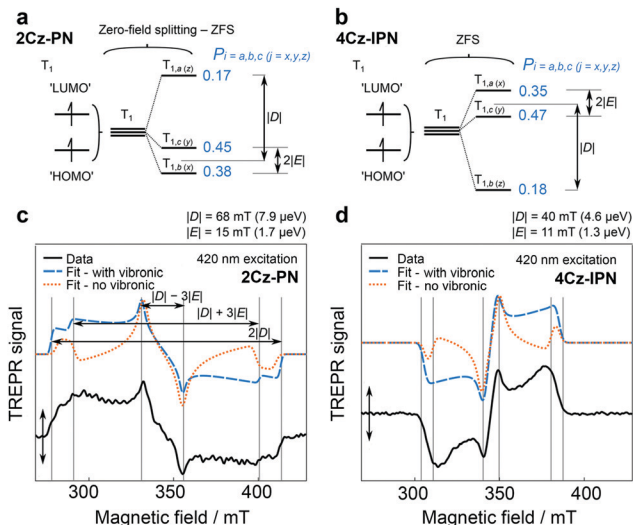 a
2Cz-PN
Zero-field splitting – ZFS
P i = a,b,c (j = x,y,z)
T1
'LUMO'
'HOMO'
T1
T1,a (z)
0.17
|D|
T1,c (y)
0.45
2|E|
T1,b (x)
0.38
b
4Cz-IPN
ZFS
P i = a,b,c (j = x,y,z)
T1
'LUMO'
'HOMO'
T1
T1,a (x)
0.35
2|E|
T1,c (y)
0.47
|D|
T1,b (z)
0.18
c
|D| = 68 mT (7.9 µeV)
|E| = 15 mT (1.7 µeV)
Data
420 nm excitation
Fit - with vibronic
2Cz-PN
Fit - no vibronic
|D| – 3|E|
|D| + 3|E|
2|D|
TREPR signal
300
350
400
Magnetic field / mT
d
|D| = 40 mT (4.6 µeV)
|E| = 11 mT (1.3 µeV)
Data
420 nm excitation
Fit - with vibronic
4Cz-IPN
Fit - no vibronic
TREPR signal
300
350
400
Magnetic field / mT